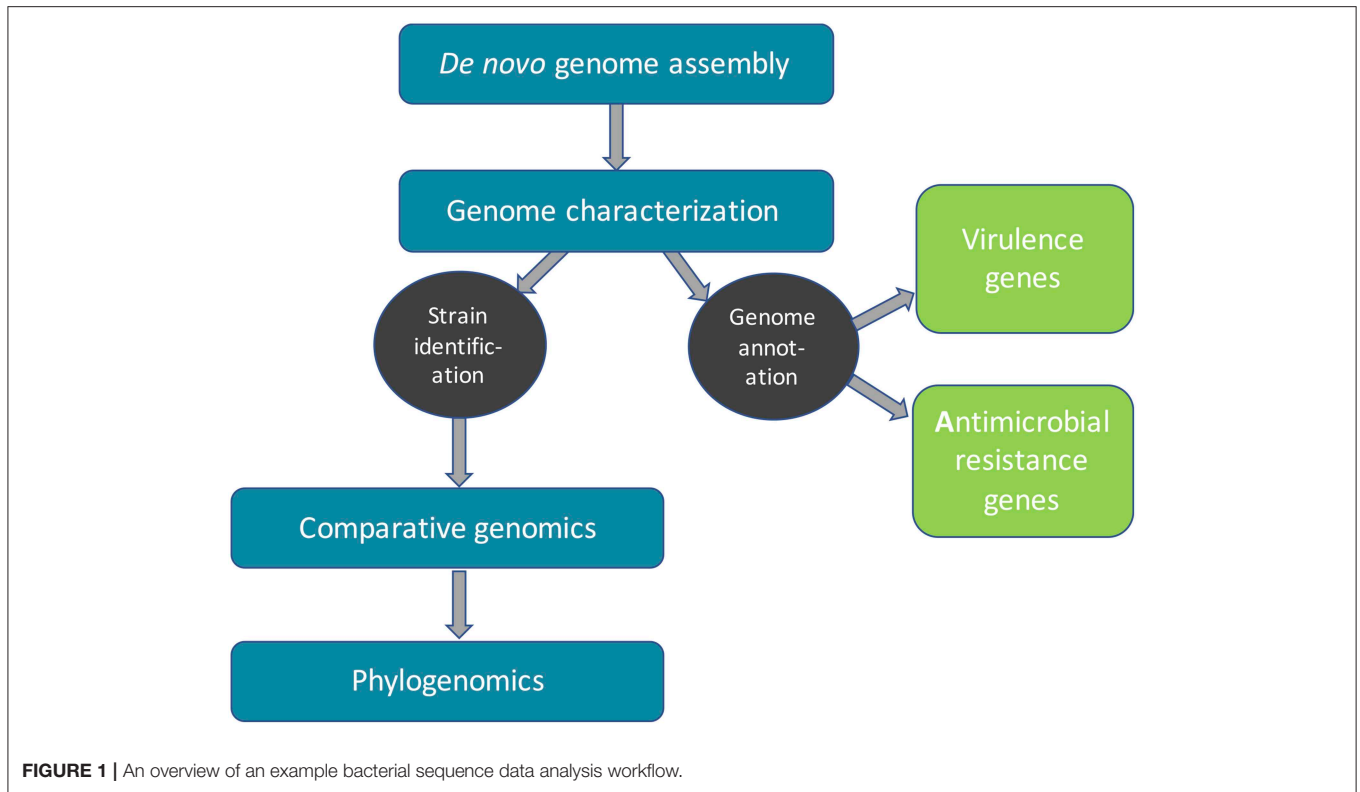 De novo genome assembly
Genome characterization
Strain
identific-
ation
Genome
annot-
ation
Virulence
genes
Antimicrobial
resistance
genes
Comparative genomics
Phylogenomics
FIGURE 1 | An overview of an example bacterial sequence data analysis workflow.